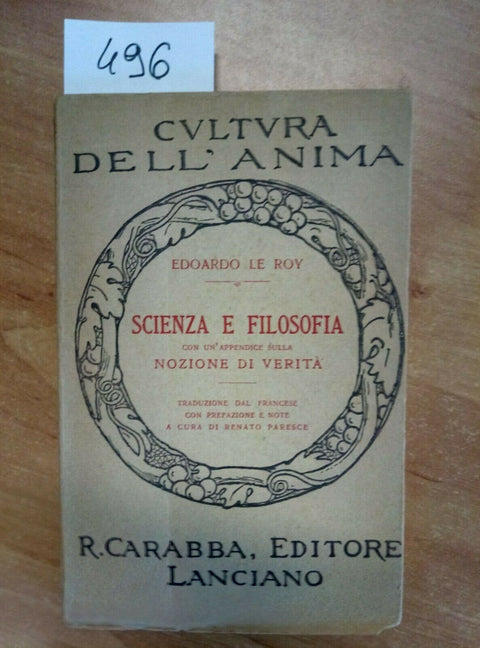 496
CVLTVRA
DELL'ANIMA
EDOARDO LE ROY
SCIENZA E FILOSOFIA
CON UN'APPENDICE SULLA
NOZIONE DI VERITÀ
TRADUZIONE DAL FRANCESE
CON PREFAZIONE E NOTE
A CURA DI RENATO PARESCE
R. CARABBA, EDITORE
LANCIANO